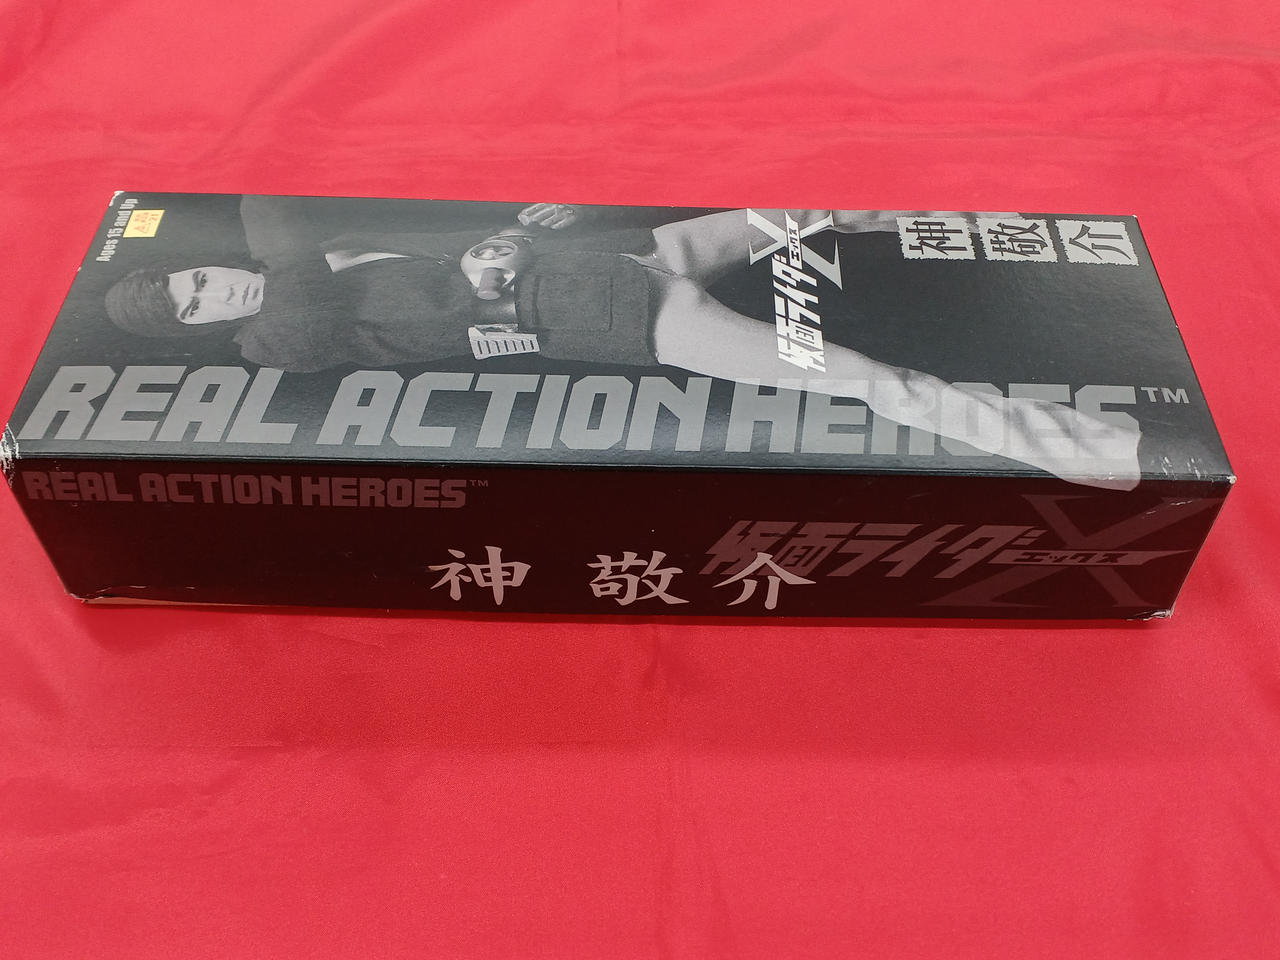 Ages 15 and Up
神敬介
仮面ライダーX
エックス
REAL ACTION HEROES™
REAL ACTION HEROES™
仮面ライダーX
エックス
神 敬 介